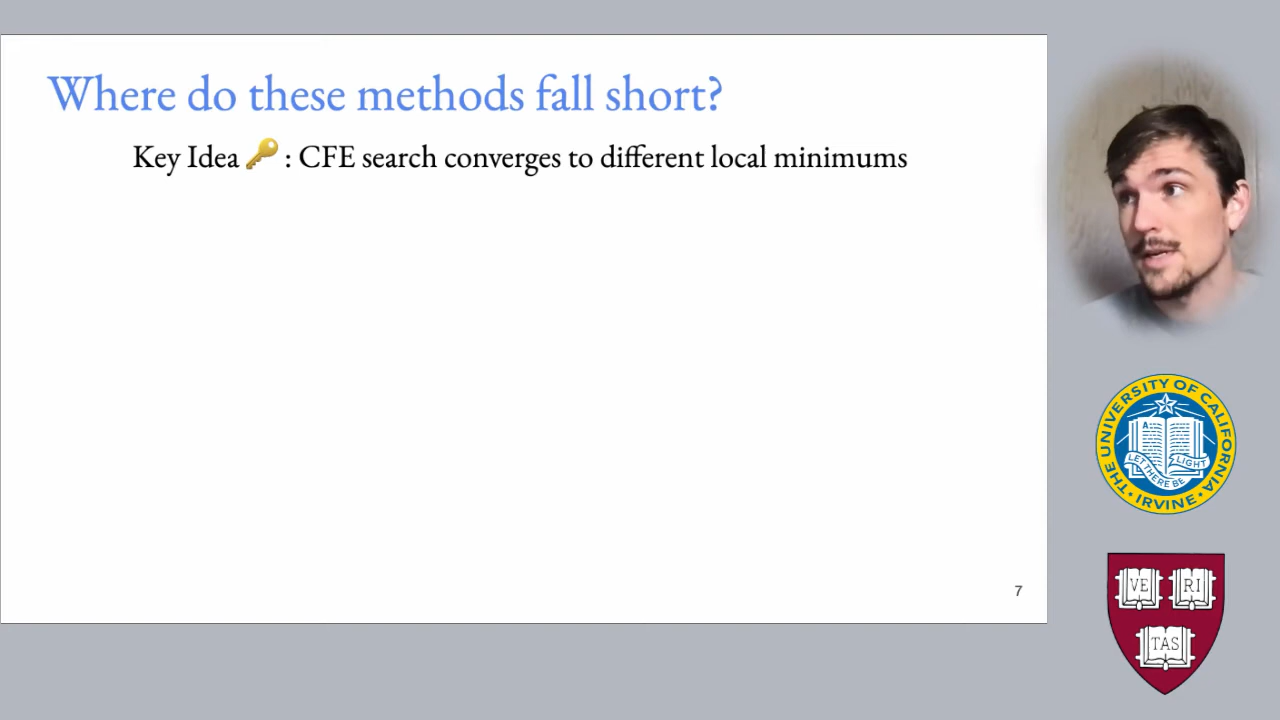 Where do these methods fall short?
Key Idea 🔑 : CFE search converges to different local minimums
7
THE UNIVERSITY OF CALIFORNIA
A
LET THERE BE
LIGHT
· IRVINE ·
VE RI
TAS